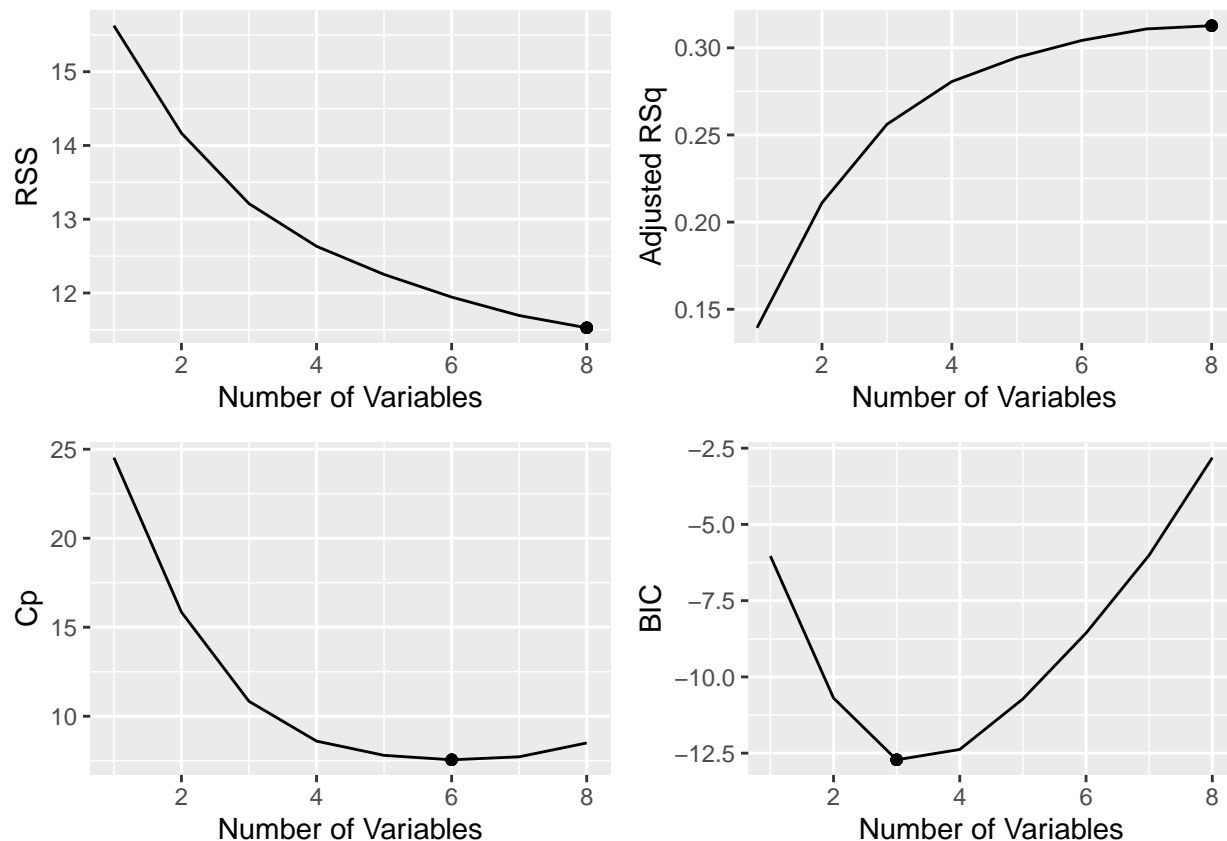 RSS
15
14
13
12
2 4 6 8
Number of Variables
Adjusted RSq
0.30
0.25
0.20
0.15
2 4 6 8
Number of Variables
Cp
25
20
15
10
2 4 6 8
Number of Variables
BIC
−2.5
−5.0
−7.5
−10.0
−12.5
2 4 6 8
Number of Variables